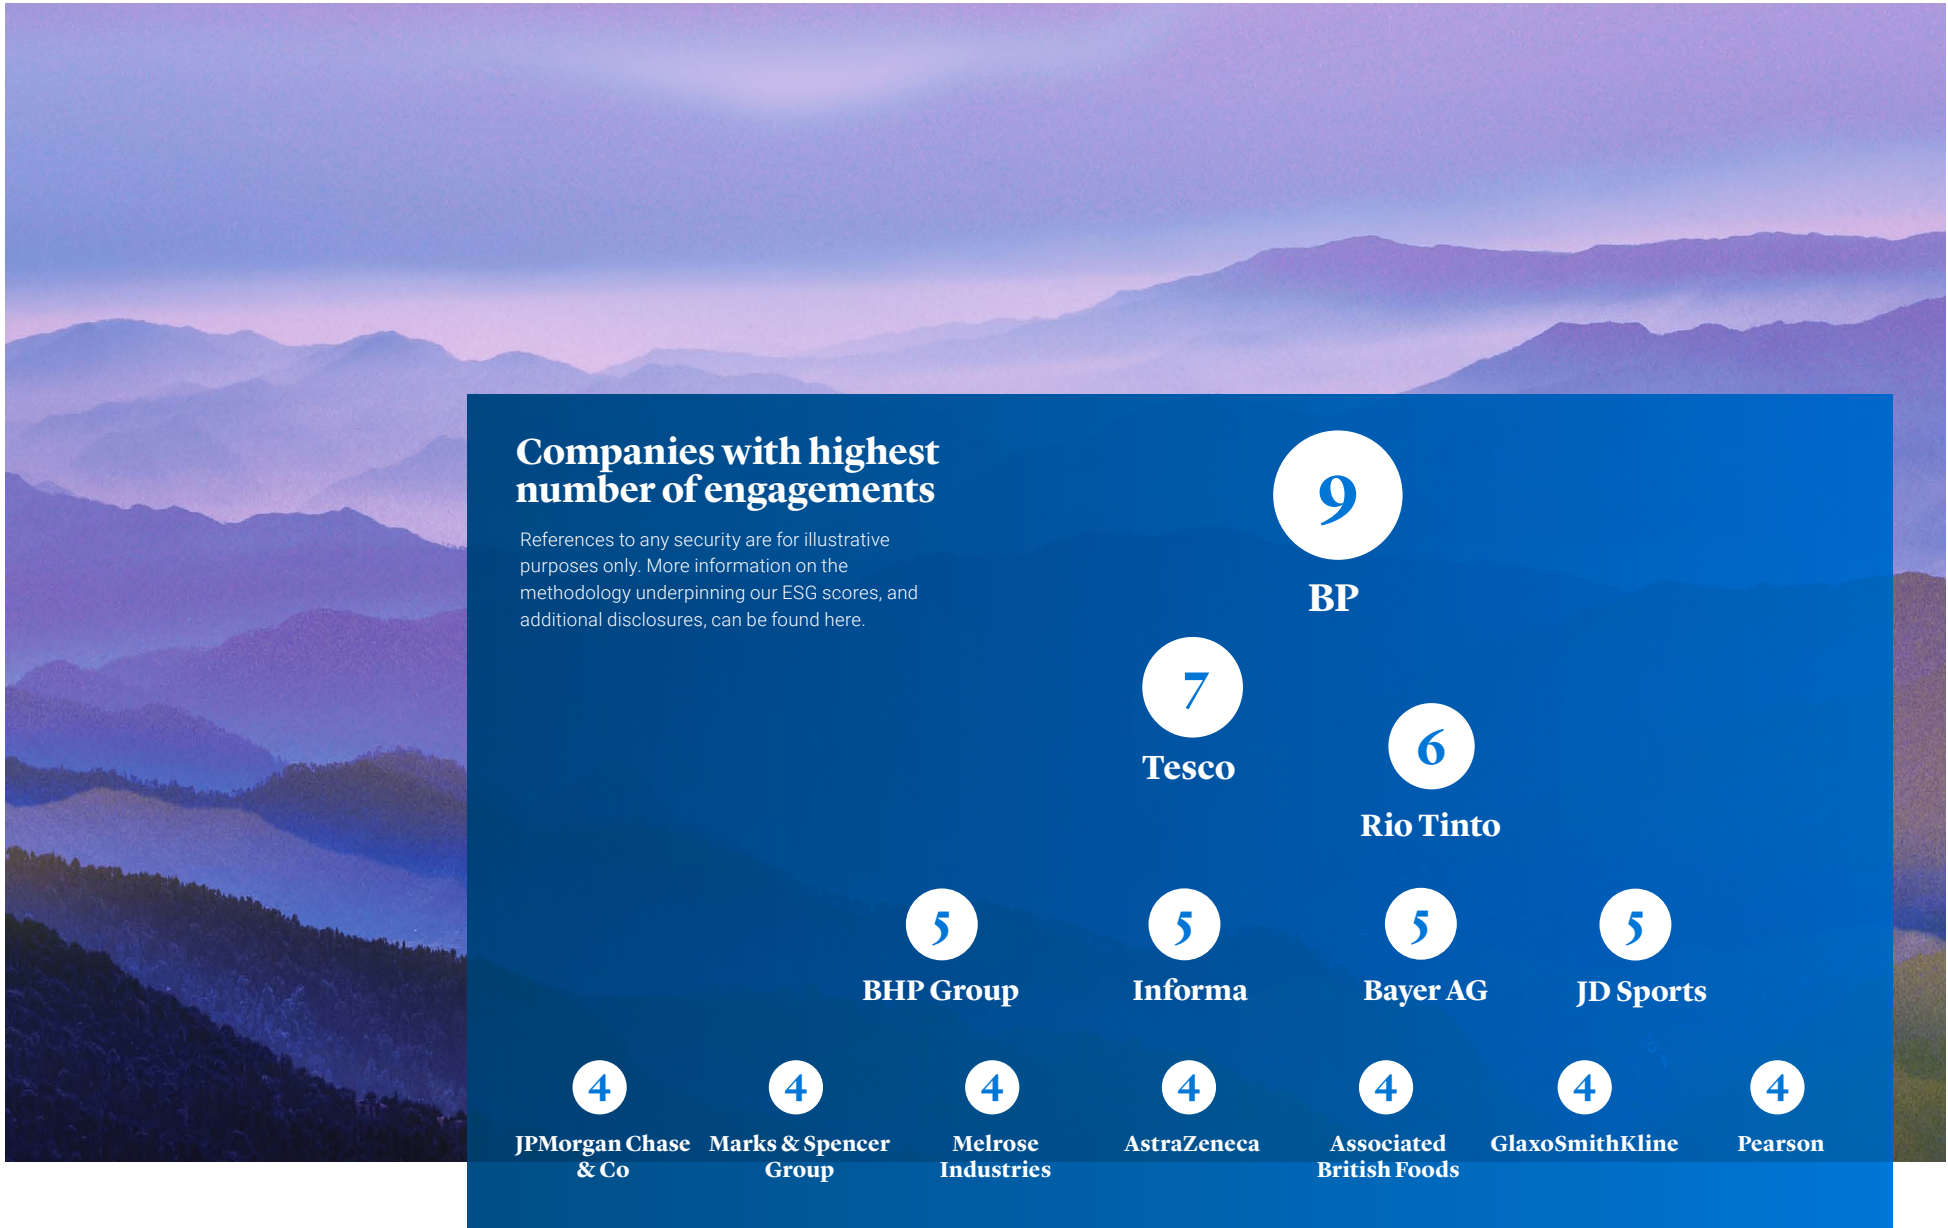 Companies with highest
number of engagements
References to any security are for illustrative
purposes only. More information on the
methodology underpinning our ESG scores, and
additional disclosures, can be found here.
9
BP
7
Tesco
6
Rio Tinto
5
BHP Group
5
Informa
5
Bayer AG
5
JD Sports
4
JPMorgan Chase
& Co
4
Marks & Spencer
Group
4
Melrose
Industries
4
AstraZeneca
4
Associated
British Foods
4
GlaxoSmithKline
4
Pearson